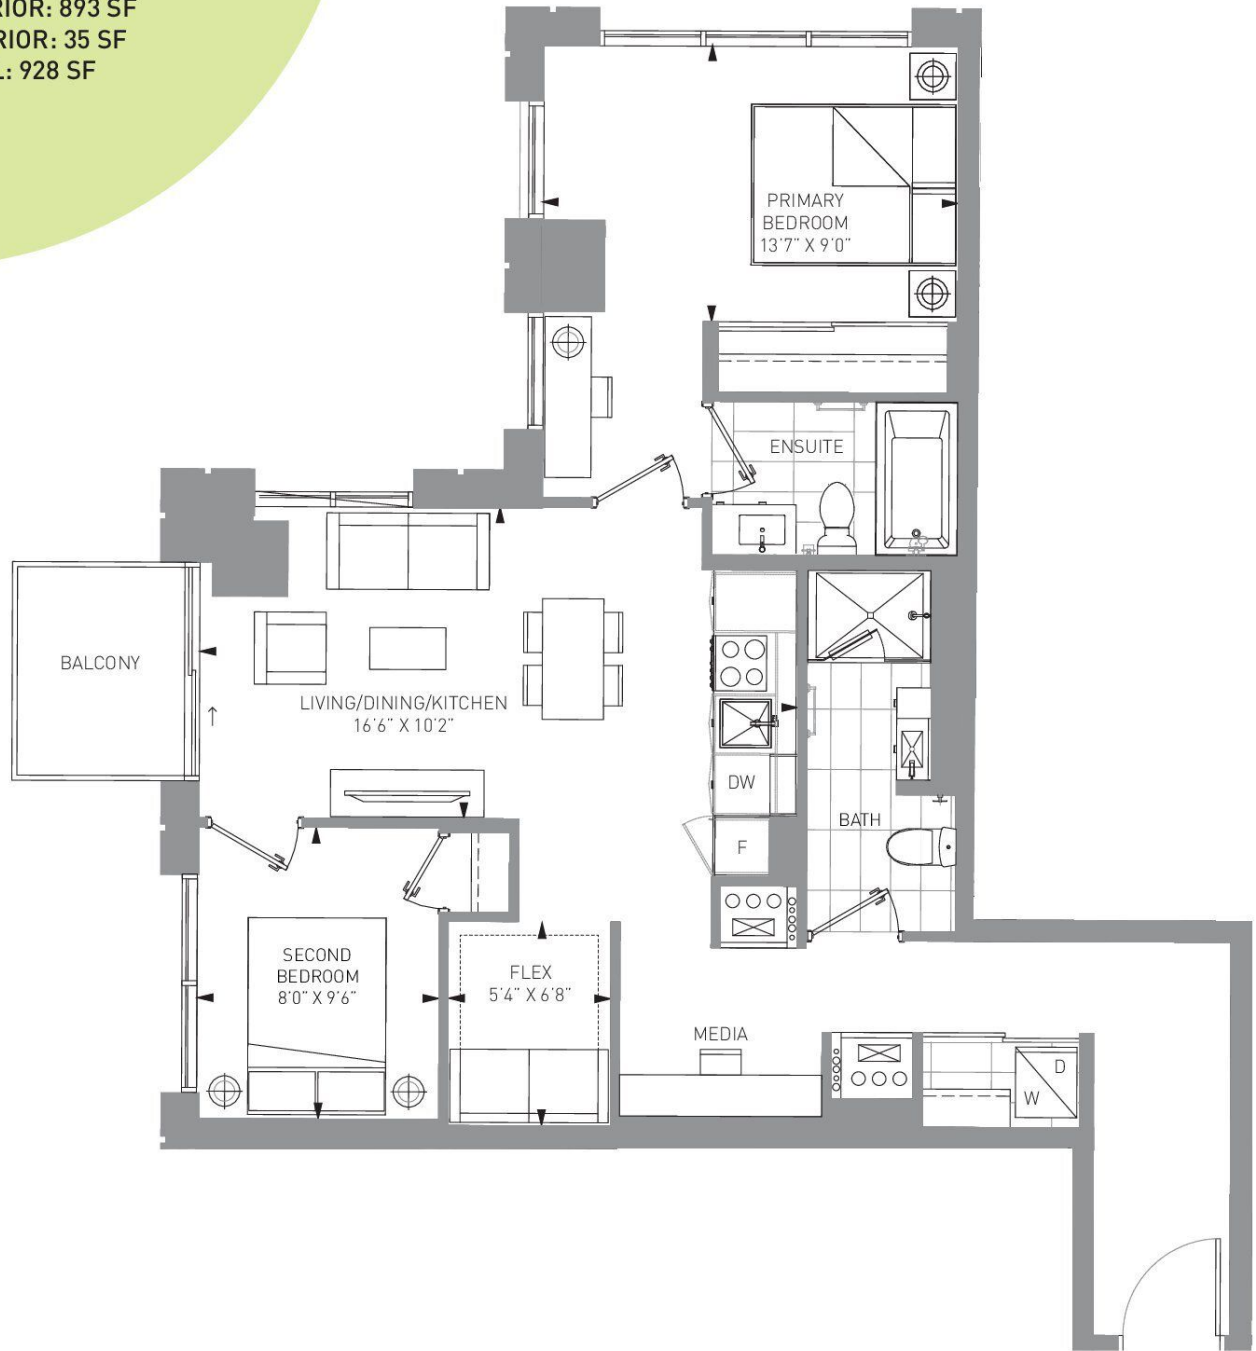 RIOR: 893 SF
RIOR: 35 SF
L: 928 SF
PRIMARY
BEDROOM
13'7" X 9'0"
ENSUITE
BALCONY
LIVING/DINING/KITCHEN
16'6" X 10'2"
DW
BATH
F
SECOND
BEDROOM
8'0" X 9'6"
FLEX
5'4" X 6'8"
MEDIA
D
W